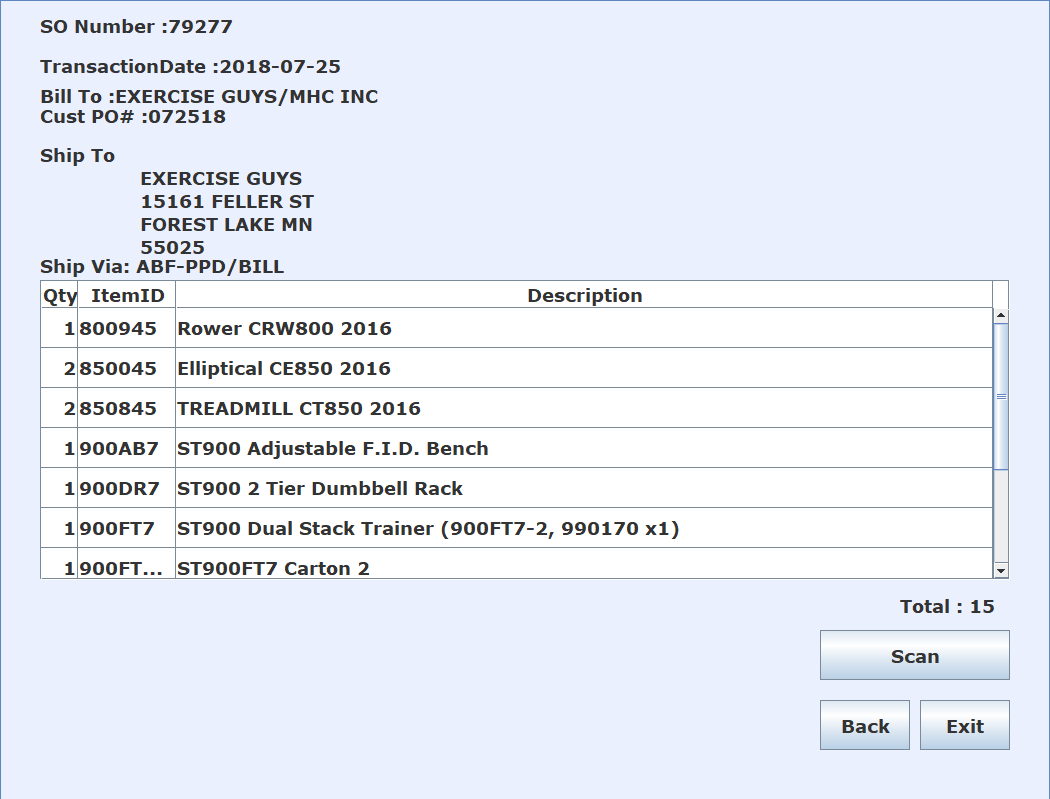 SO Number :79277
TransactionDate :2018-07-25
Bill To :EXERCISE GUYS/MHC INC
Cust PO# :072518
Ship To
EXERCISE GUYS
15161 FELLER ST
FOREST LAKE MN
55025
Ship Via: ABF-PPD/BILL
Qty ItemID Description
1 800945 Rower CRW800 2016
2 850045 Elliptical CE850 2016
2 850845 TREADMILL CT850 2016
1 900AB7 ST900 Adjustable F.I.D. Bench
1 900DR7 ST900 2 Tier Dumbbell Rack
1 900FT7 ST900 Dual Stack Trainer (900FT7-2, 990170 x1)
1 900FT... ST900FT7 Carton 2
Total : 15
Scan
Back Exit